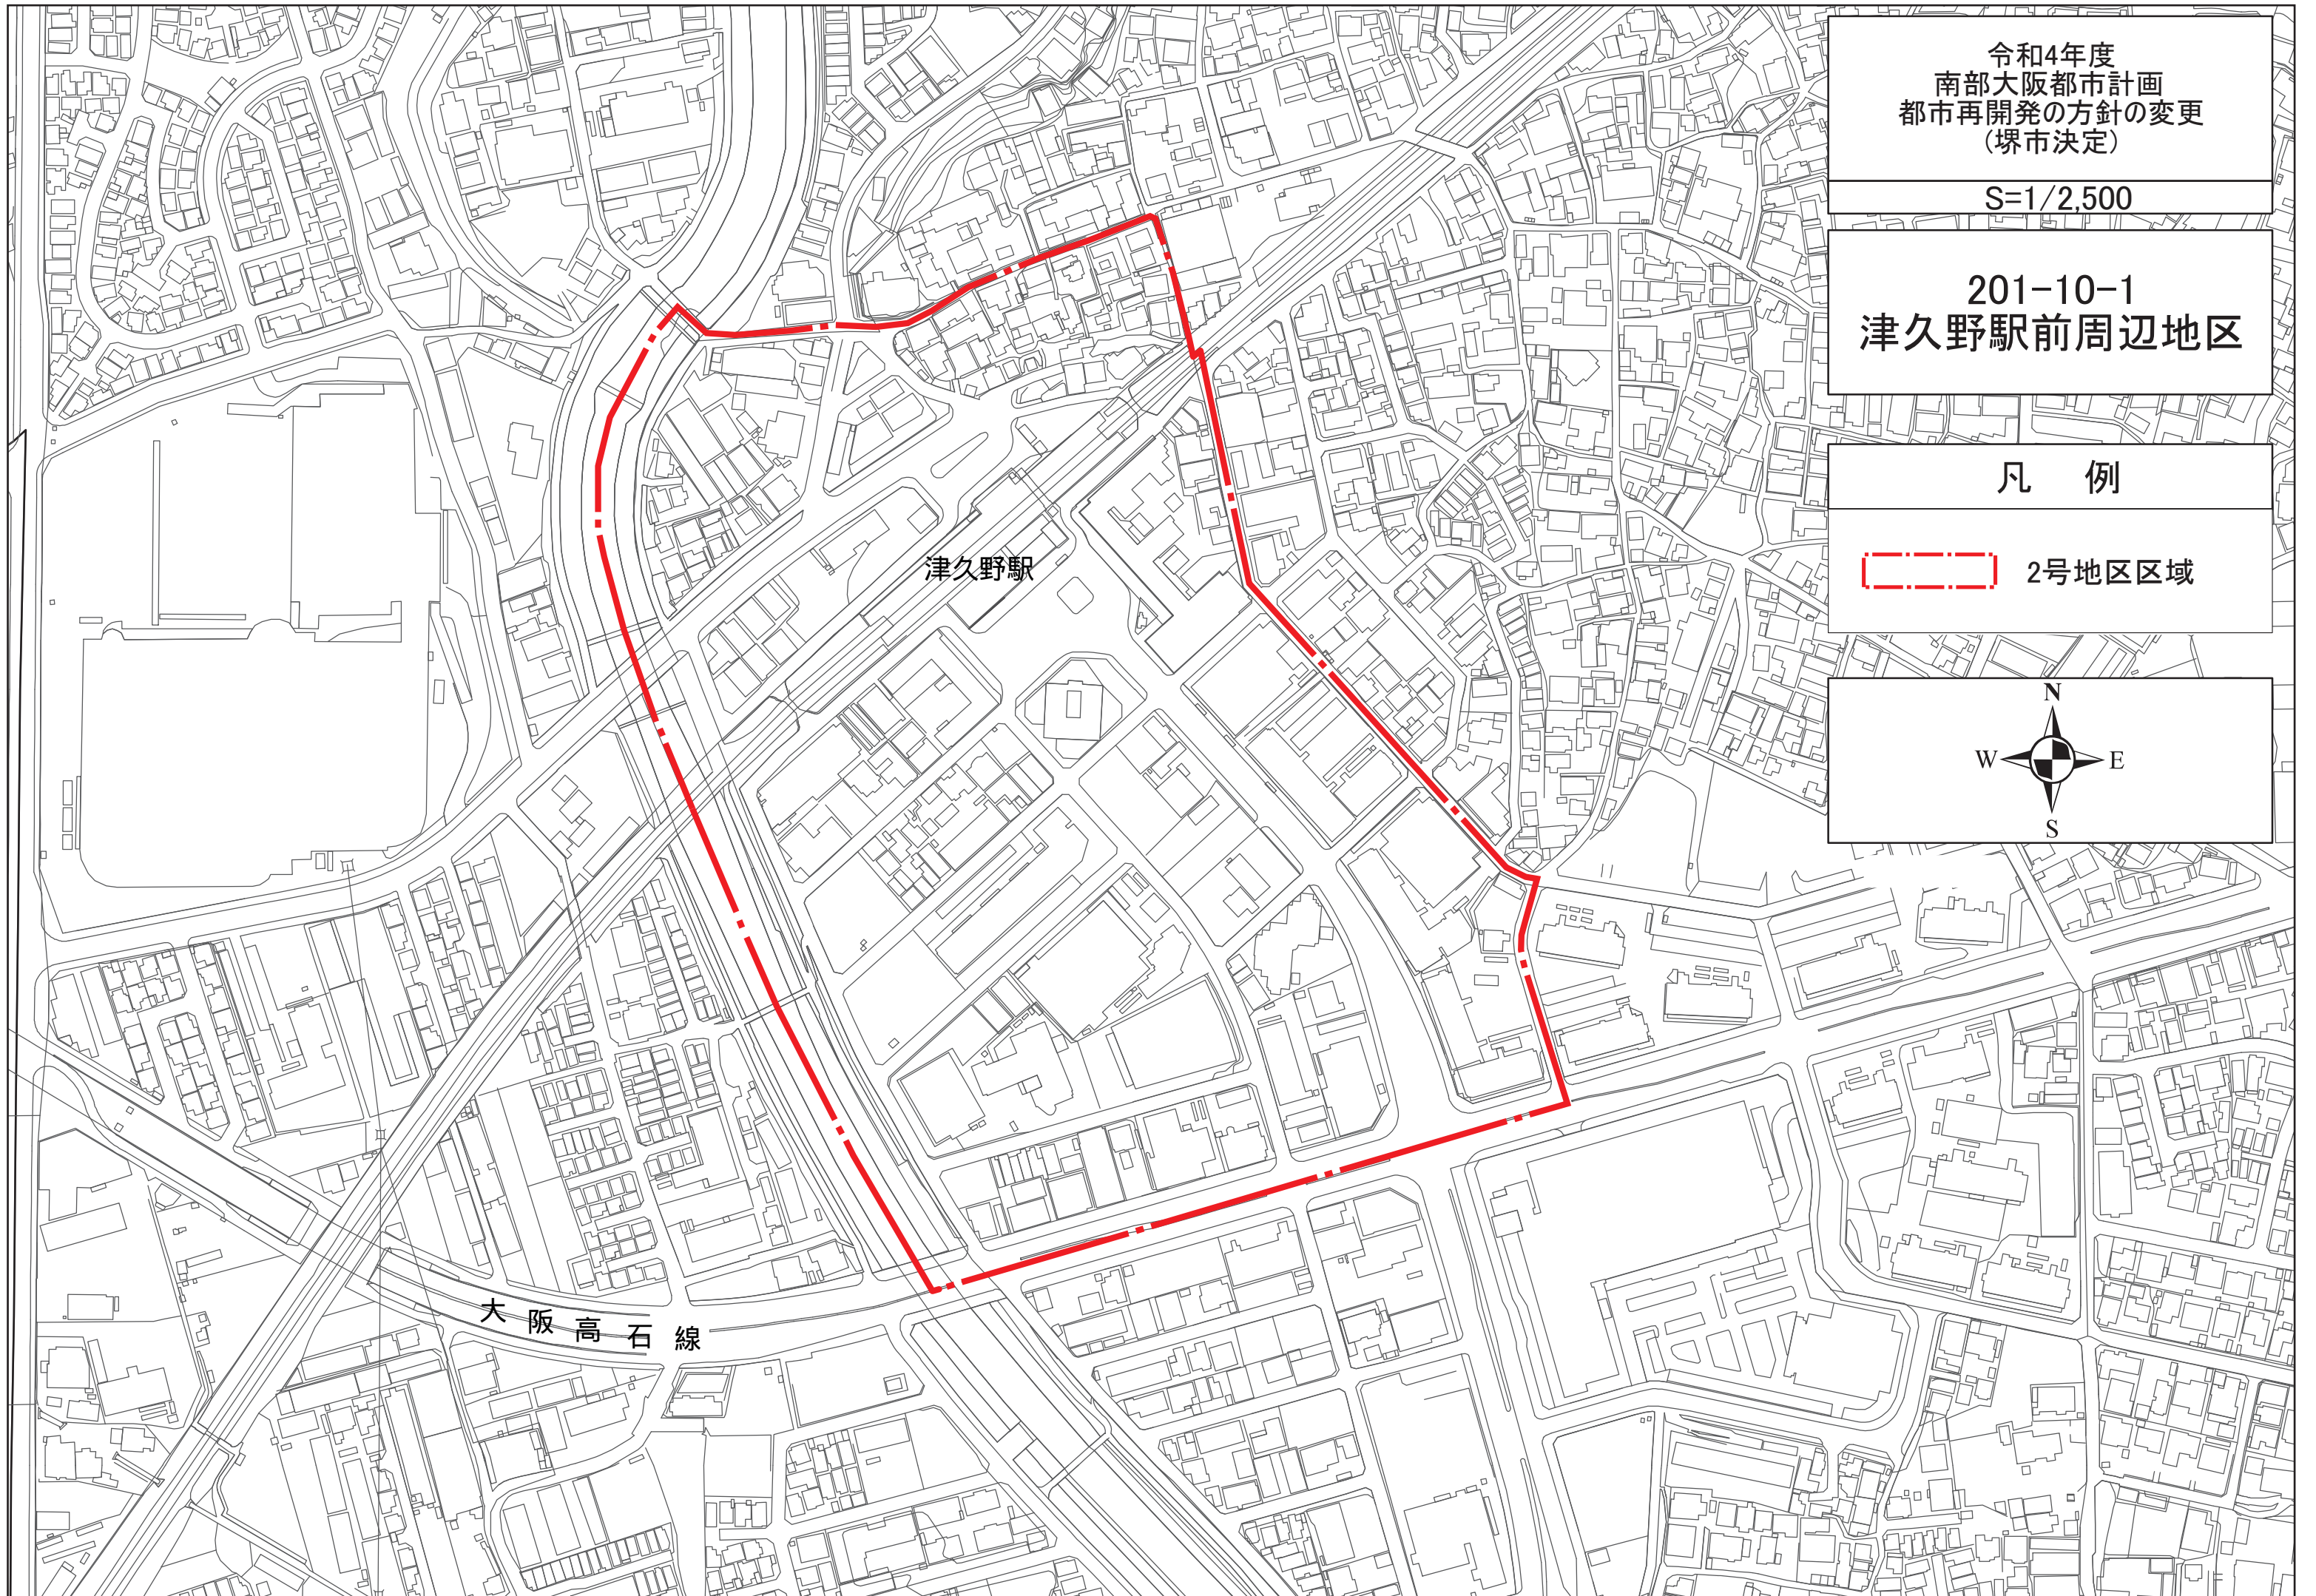 令和4年度
南部大阪都市計画
都市再開発の方針の変更
(堺市決定)
S=1/2,500
201-10-1
津久野駅前周辺地区
凡 例
2号地区区域
N
W E
S
津久野駅
大阪高石線